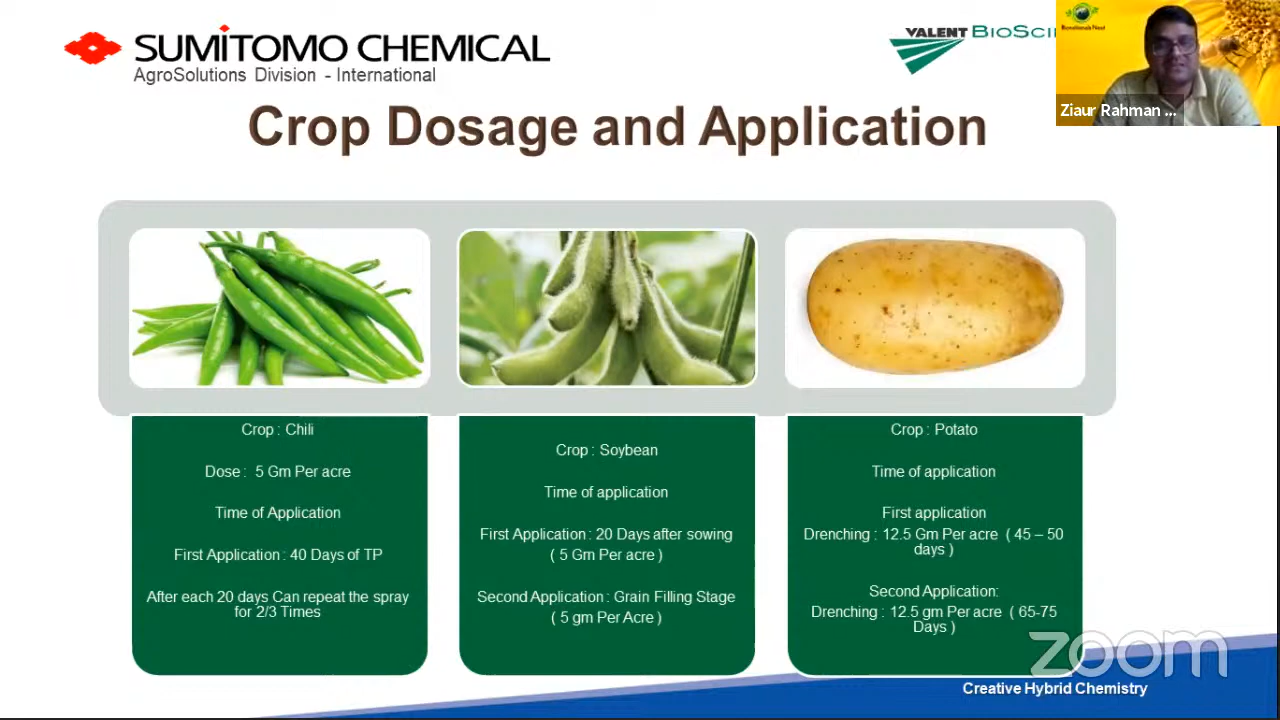 SUMITOMO CHEMICAL
AgroSolutions Division - International
VALENT
Ziaur Rahman ...
Crop Dosage and Application
Crop : Chili
Dose : 5 Gm Per acre
Time of Application
First Application : 40 Days of TP
After each 20 days Can repeat the spray
for 2/3 Times
Crop : Soybean
Time of application
First Application : 20 Days after sowing
( 5 Gm Per acre )
Second Application : Grain Filling Stage
( 5 gm Per Acre )
Crop : Potato
Time of application
First application
Drenching : 12.5 Gm Per acre ( 45 – 50
days )
Second Application:
Drenching : 12.5 gm Per acre ( 65-75
Days )
zoom
Creative Hybrid Chemistry